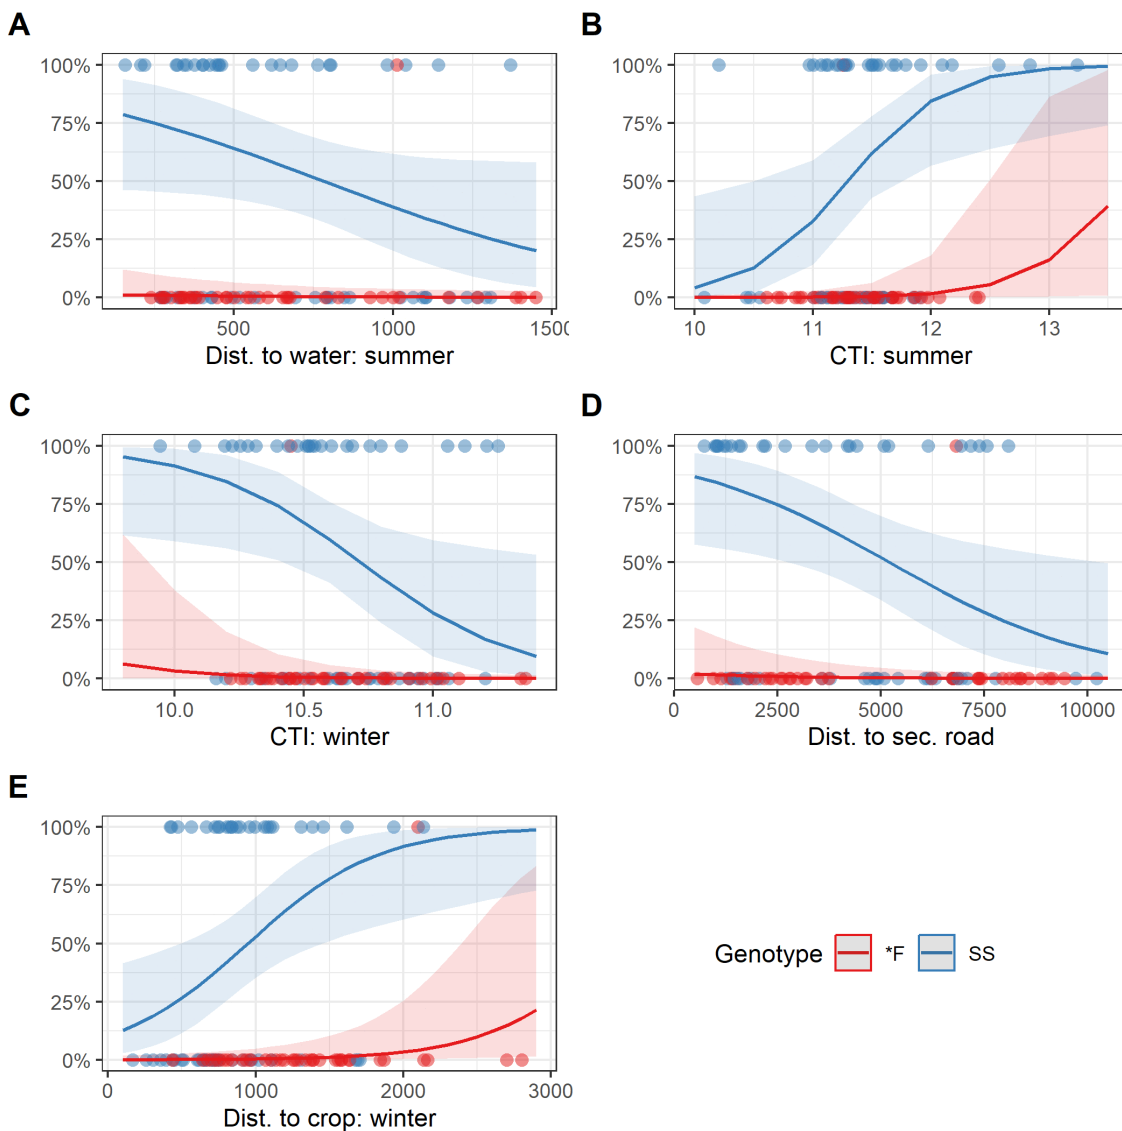 A
100%
75%
50%
25%
0%
500 1000 1500
Dist. to water: summer
B
100%
75%
50%
25%
0%
10 11 12 13
CTI: summer
C
100%
75%
50%
25%
0%
10.0 10.5 11.0
CTI: winter
D
100%
75%
50%
25%
0%
0 2500 5000 7500 10000
Dist. to sec. road
E
100%
75%
50%
25%
0%
0 1000 2000 3000
Dist. to crop: winter
Genotype *F SS